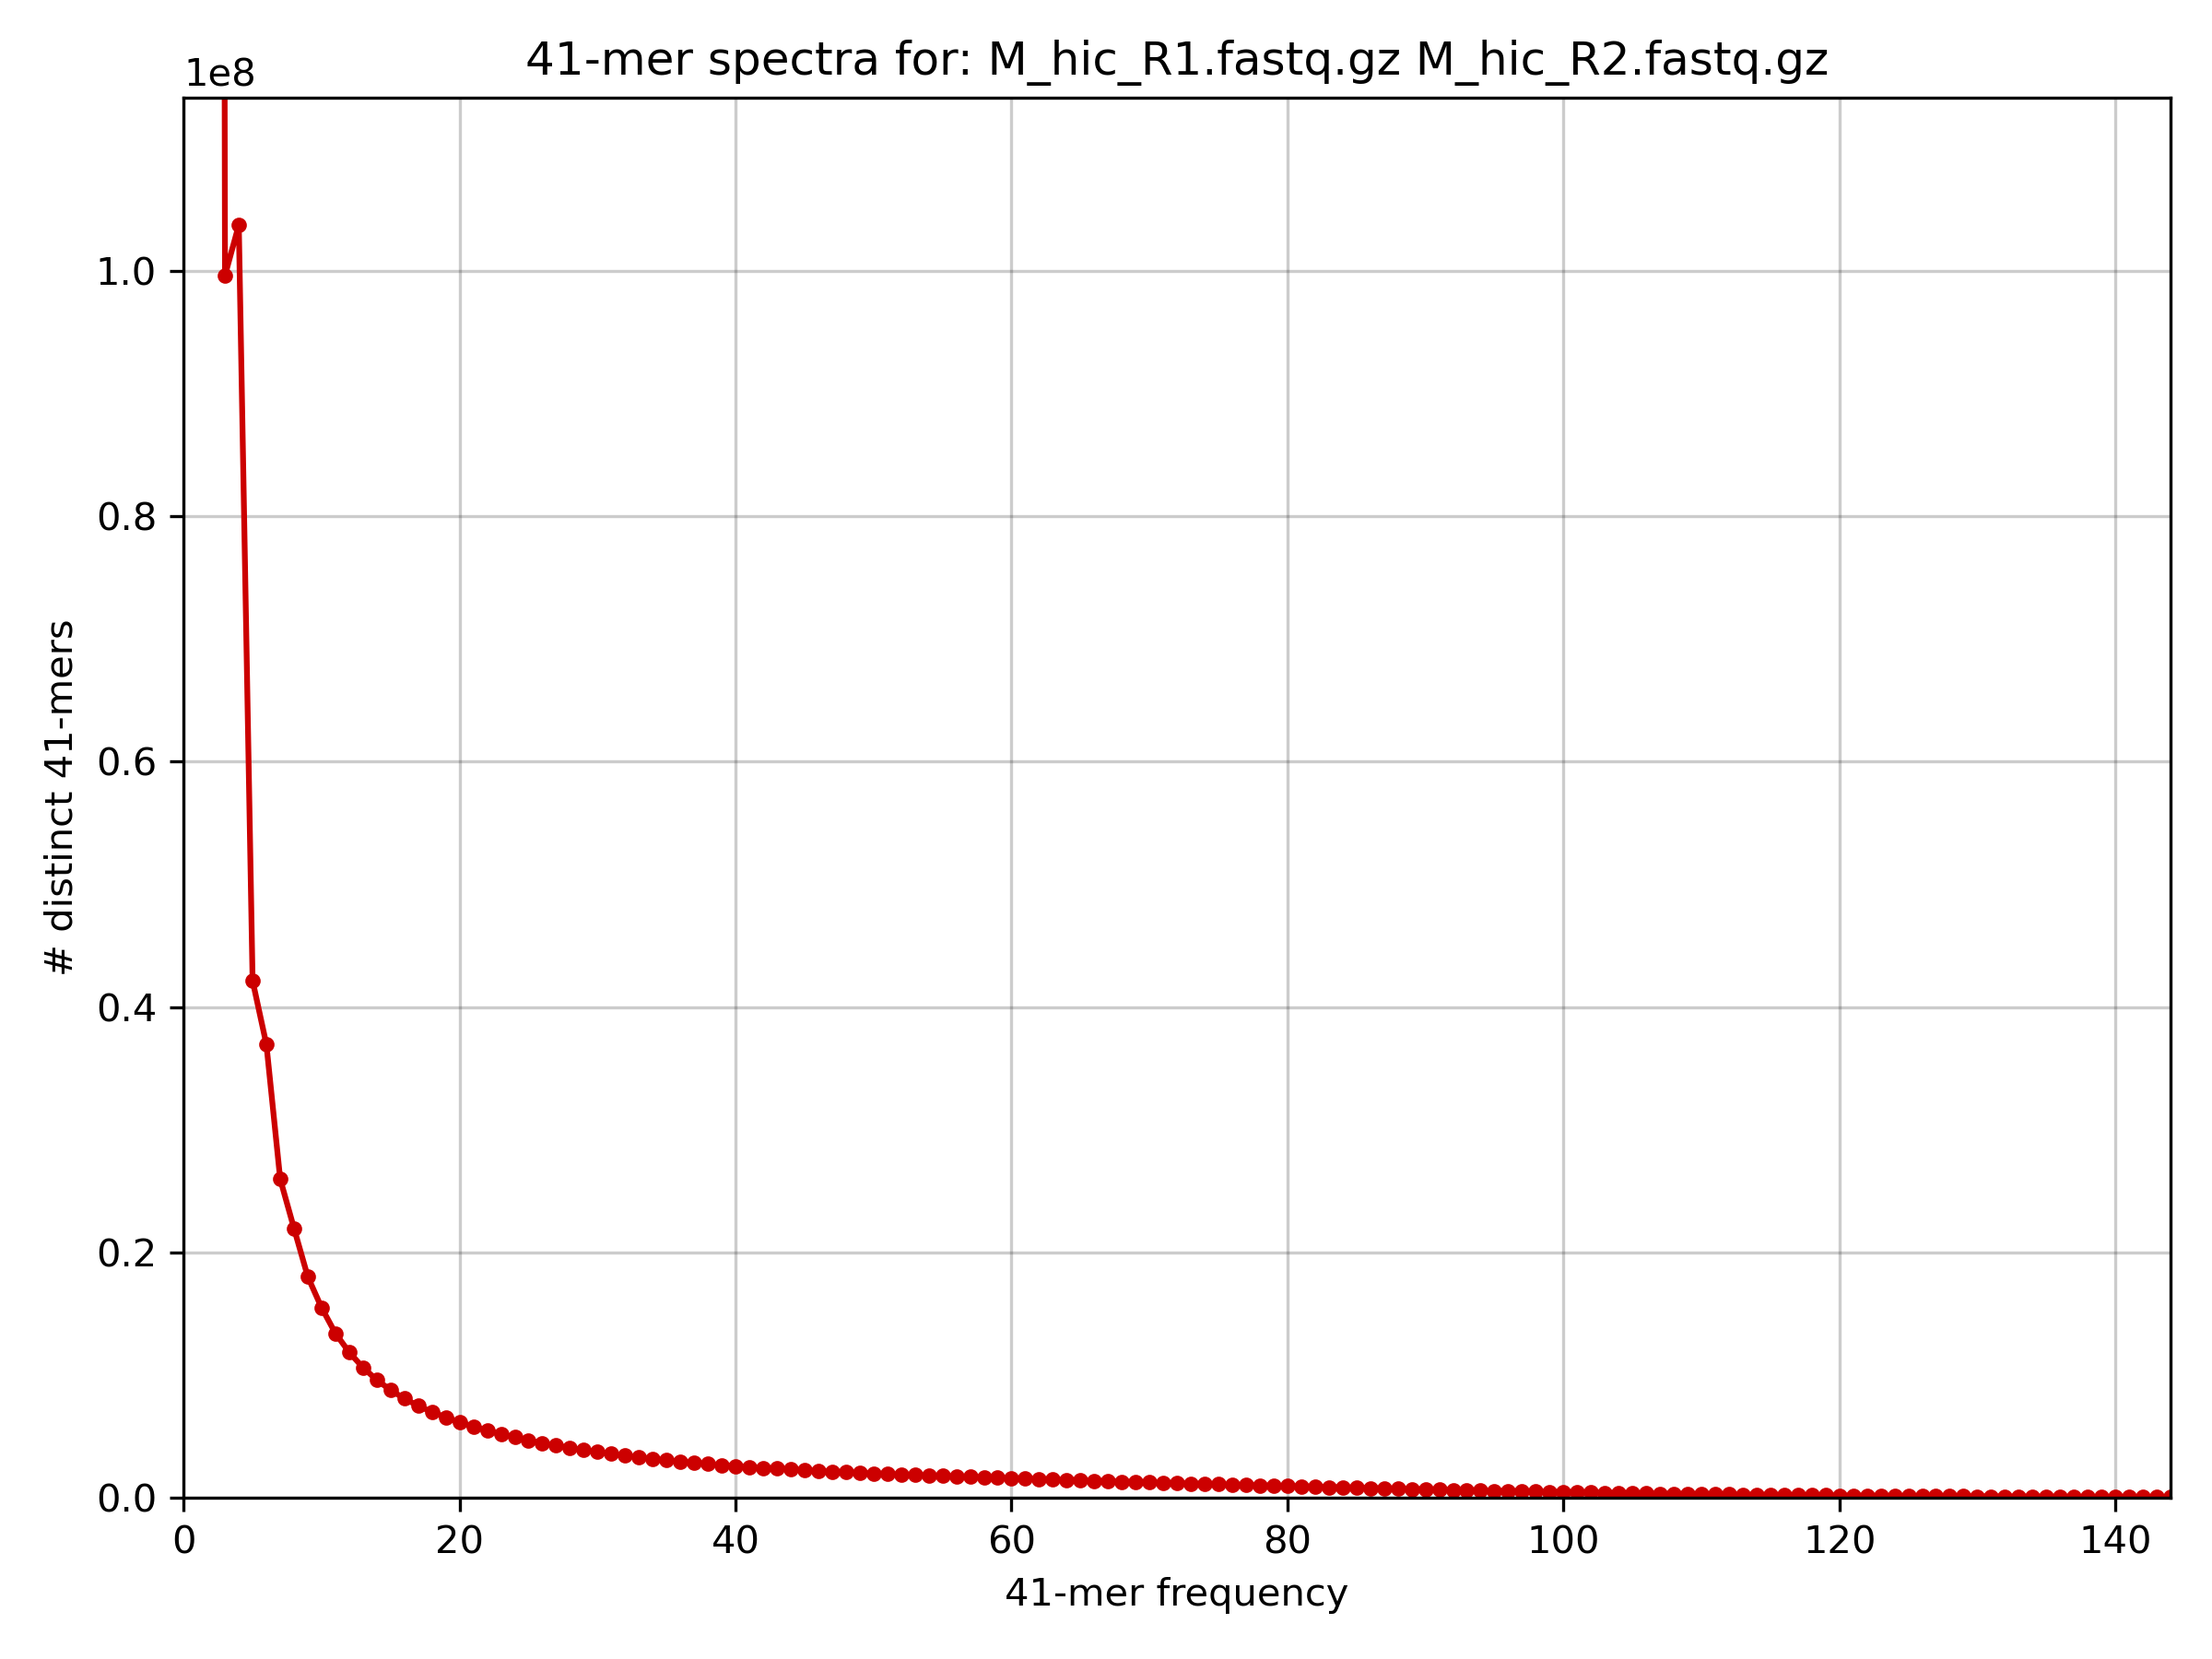 41-mer spectra for: M_hic_R1.fastq.gz M_hic_R2.fastq.gz
1e8
1.0
0.8
0.6
0.4
0.2
0.0
# distinct 41-mers
0 20 40 60 80 100 120 140
41-mer frequency